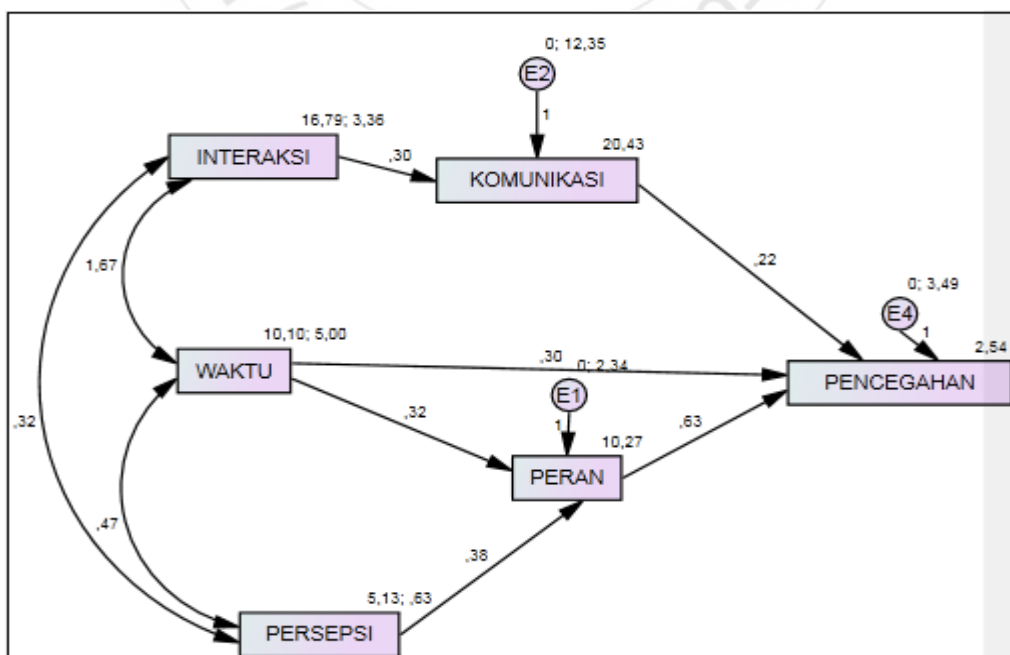 0; 12,35
E2
1
16,79; 3,36
INTERAKSI
,30
20,43
KOMUNIKASI
1,67
,22
0; 3,49
E4
1
2,54
10,10; 5,00
WAKTU
,30
0; 2,34
PENCEGAHAN
E1
,32
,32
1
10,27
,63
PERAN
,47
,38
5,13; ,63
PERSEPSI